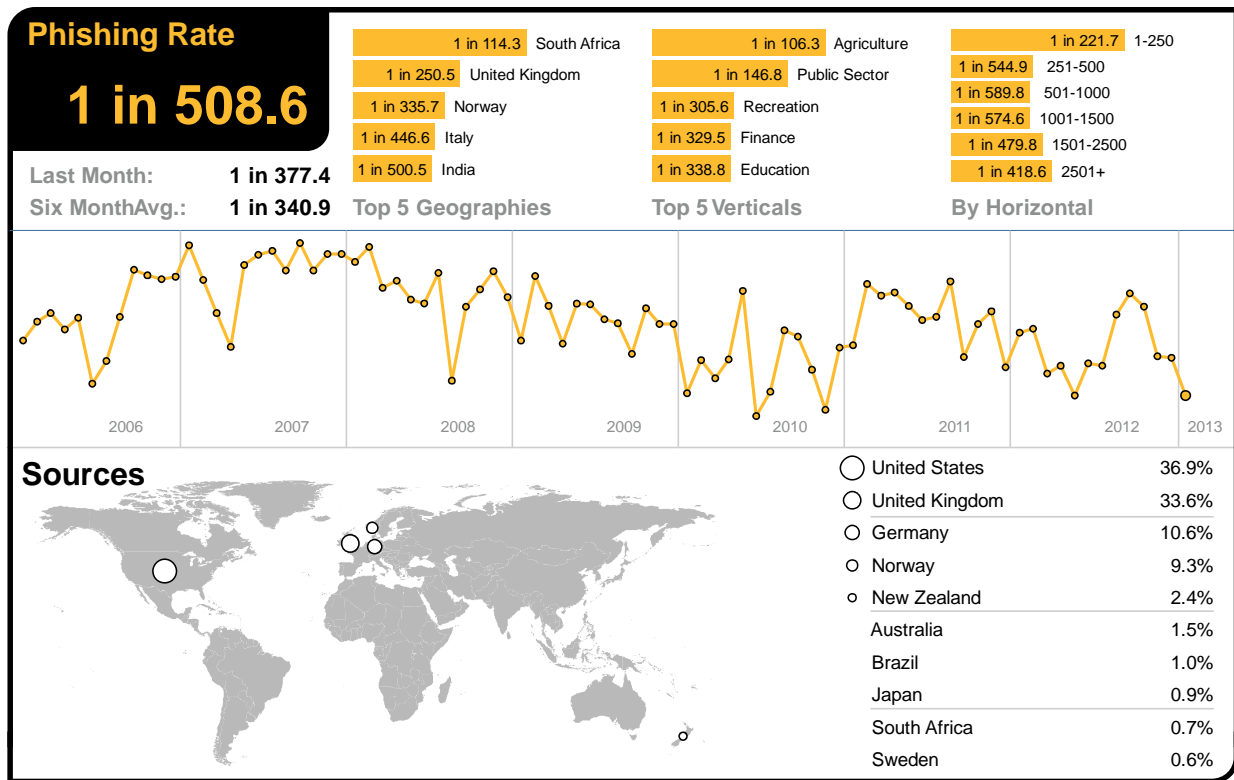 Phishing Rate
1 in 508.6
Last Month: 1 in 377.4
Six MonthAvg.: 1 in 340.9
1 in 114.3 South Africa
1 in 250.5 United Kingdom
1 in 335.7 Norway
1 in 446.6 Italy
1 in 500.5 India
Top 5 Geographies
1 in 106.3 Agriculture
1 in 146.8 Public Sector
1 in 305.6 Recreation
1 in 329.5 Finance
1 in 338.8 Education
Top 5 Verticals
1 in 221.7 1-250
1 in 544.9 251-500
1 in 589.8 501-1000
1 in 574.6 1001-1500
1 in 479.8 1501-2500
1 in 418.6 2501+
By Horizontal
2006 2007 2008 2009 2010 2011 2012 2013
Sources
United States 36.9%
United Kingdom 33.6%
Germany 10.6%
Norway 9.3%
New Zealand 2.4%
Australia 1.5%
Brazil 1.0%
Japan 0.9%
South Africa 0.7%
Sweden 0.6%